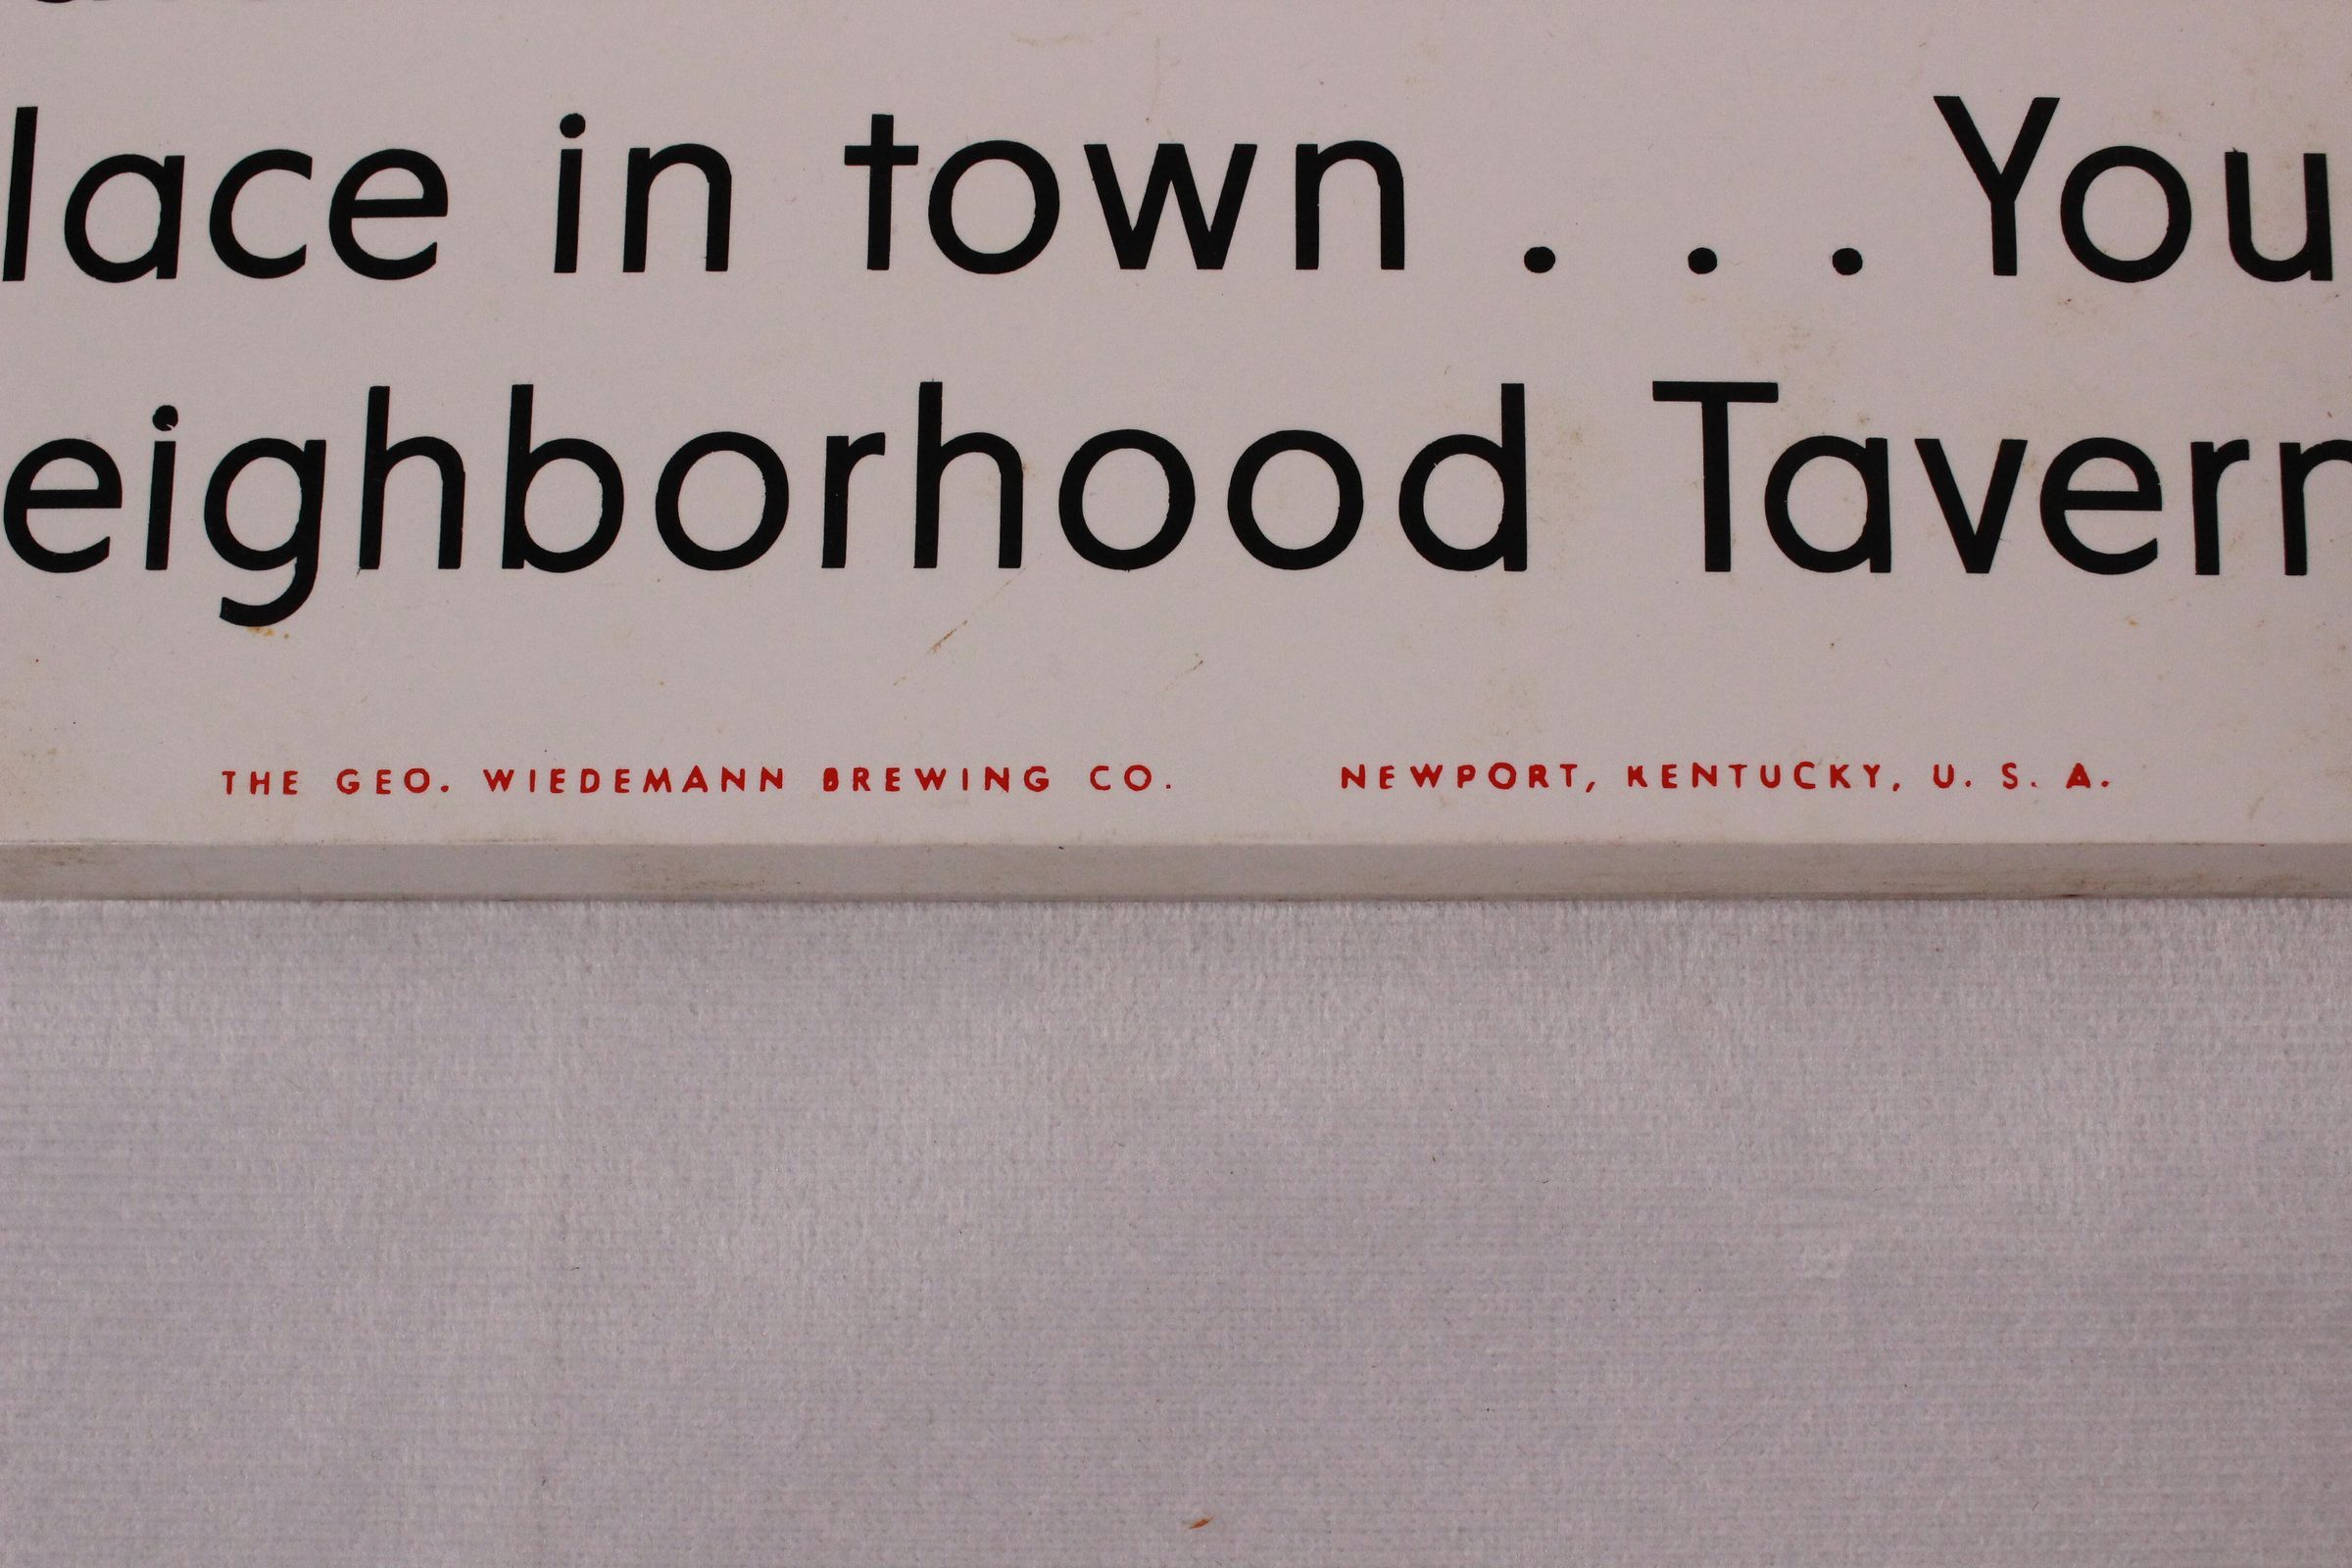 lace in town . . . You
eighborhood Tavern
THE GEO. WIEDEMANN BREWING CO. NEWPORT, KENTUCKY, U. S. A.